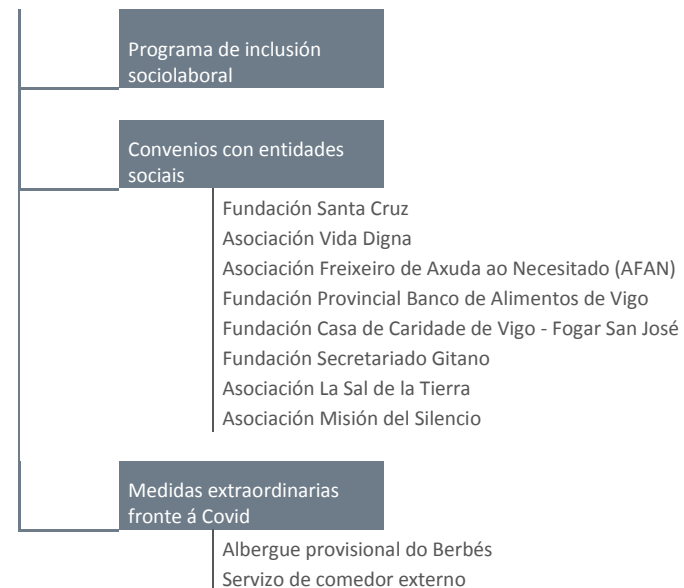 Programa de inclusión
sociolaboral
Convenios con entidades
sociais
Fundación Santa Cruz
Asociación Vida Digna
Asociación Freixeiro de Axuda ao Necesitado (AFAN)
Fundación Provincial Banco de Alimentos de Vigo
Fundación Casa de Caridade de Vigo - Fogar San José
Fundación Secretariado Gitano
Asociación La Sal de la Tierra
Asociación Misión del Silencio
Medidas extraordinarias
fronte á Covid
Albergue provisional do Berbés
Servizo de comedor externo